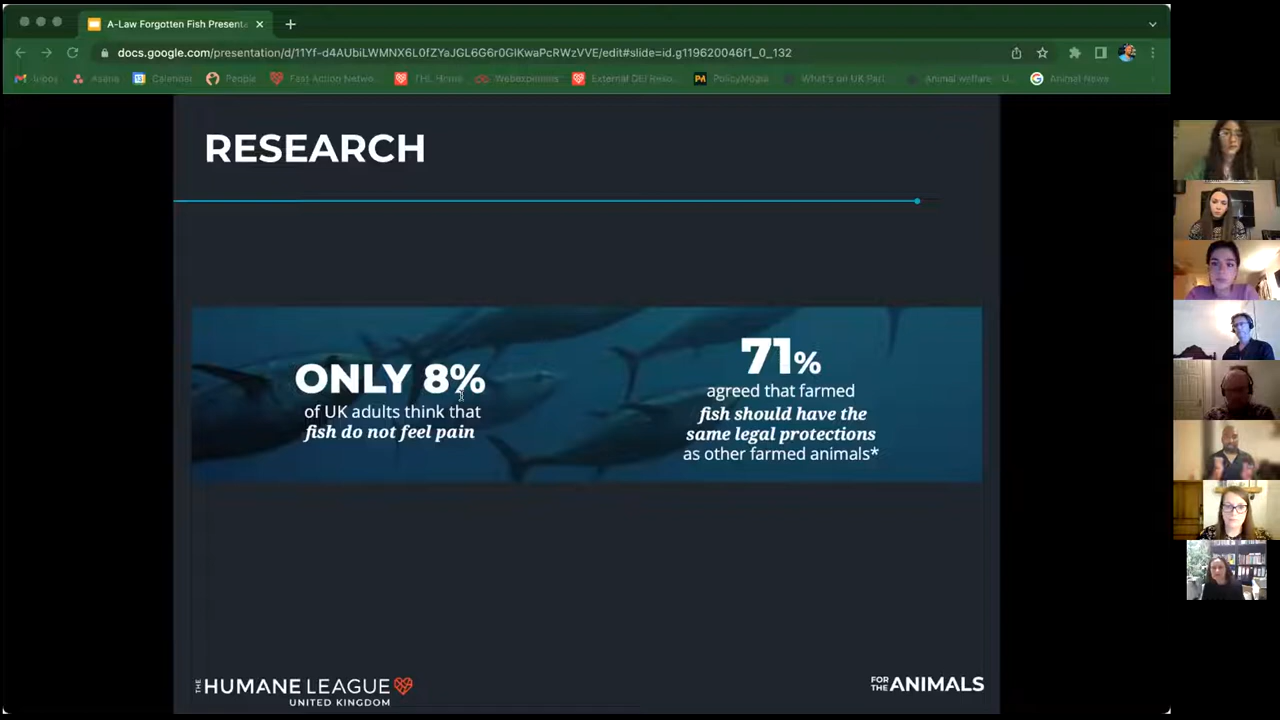 A-Law Forgotten Fish Presenta
docs.google.com/presentation/d/11Yf-d4AUbiLWMNX6L0fZYaJGL6G6r0GIKwaPcRWzVVE/edit#slide=id.g119620046f1_0_132
Inbox Asana Calendar People Fast Action Netwo... THL Home Webexpenses External DEI Reso... PolicyMogul What's on UK Parl... Animal welfare, U... Animal News
RESEARCH
ONLY 8%
of UK adults think that
fish do not feel pain
71%
agreed that farmed
fish should have the
same legal protections
as other farmed animals*
THE HUMANE LEAGUE
UNITED KINGDOM
FOR THE ANIMALS